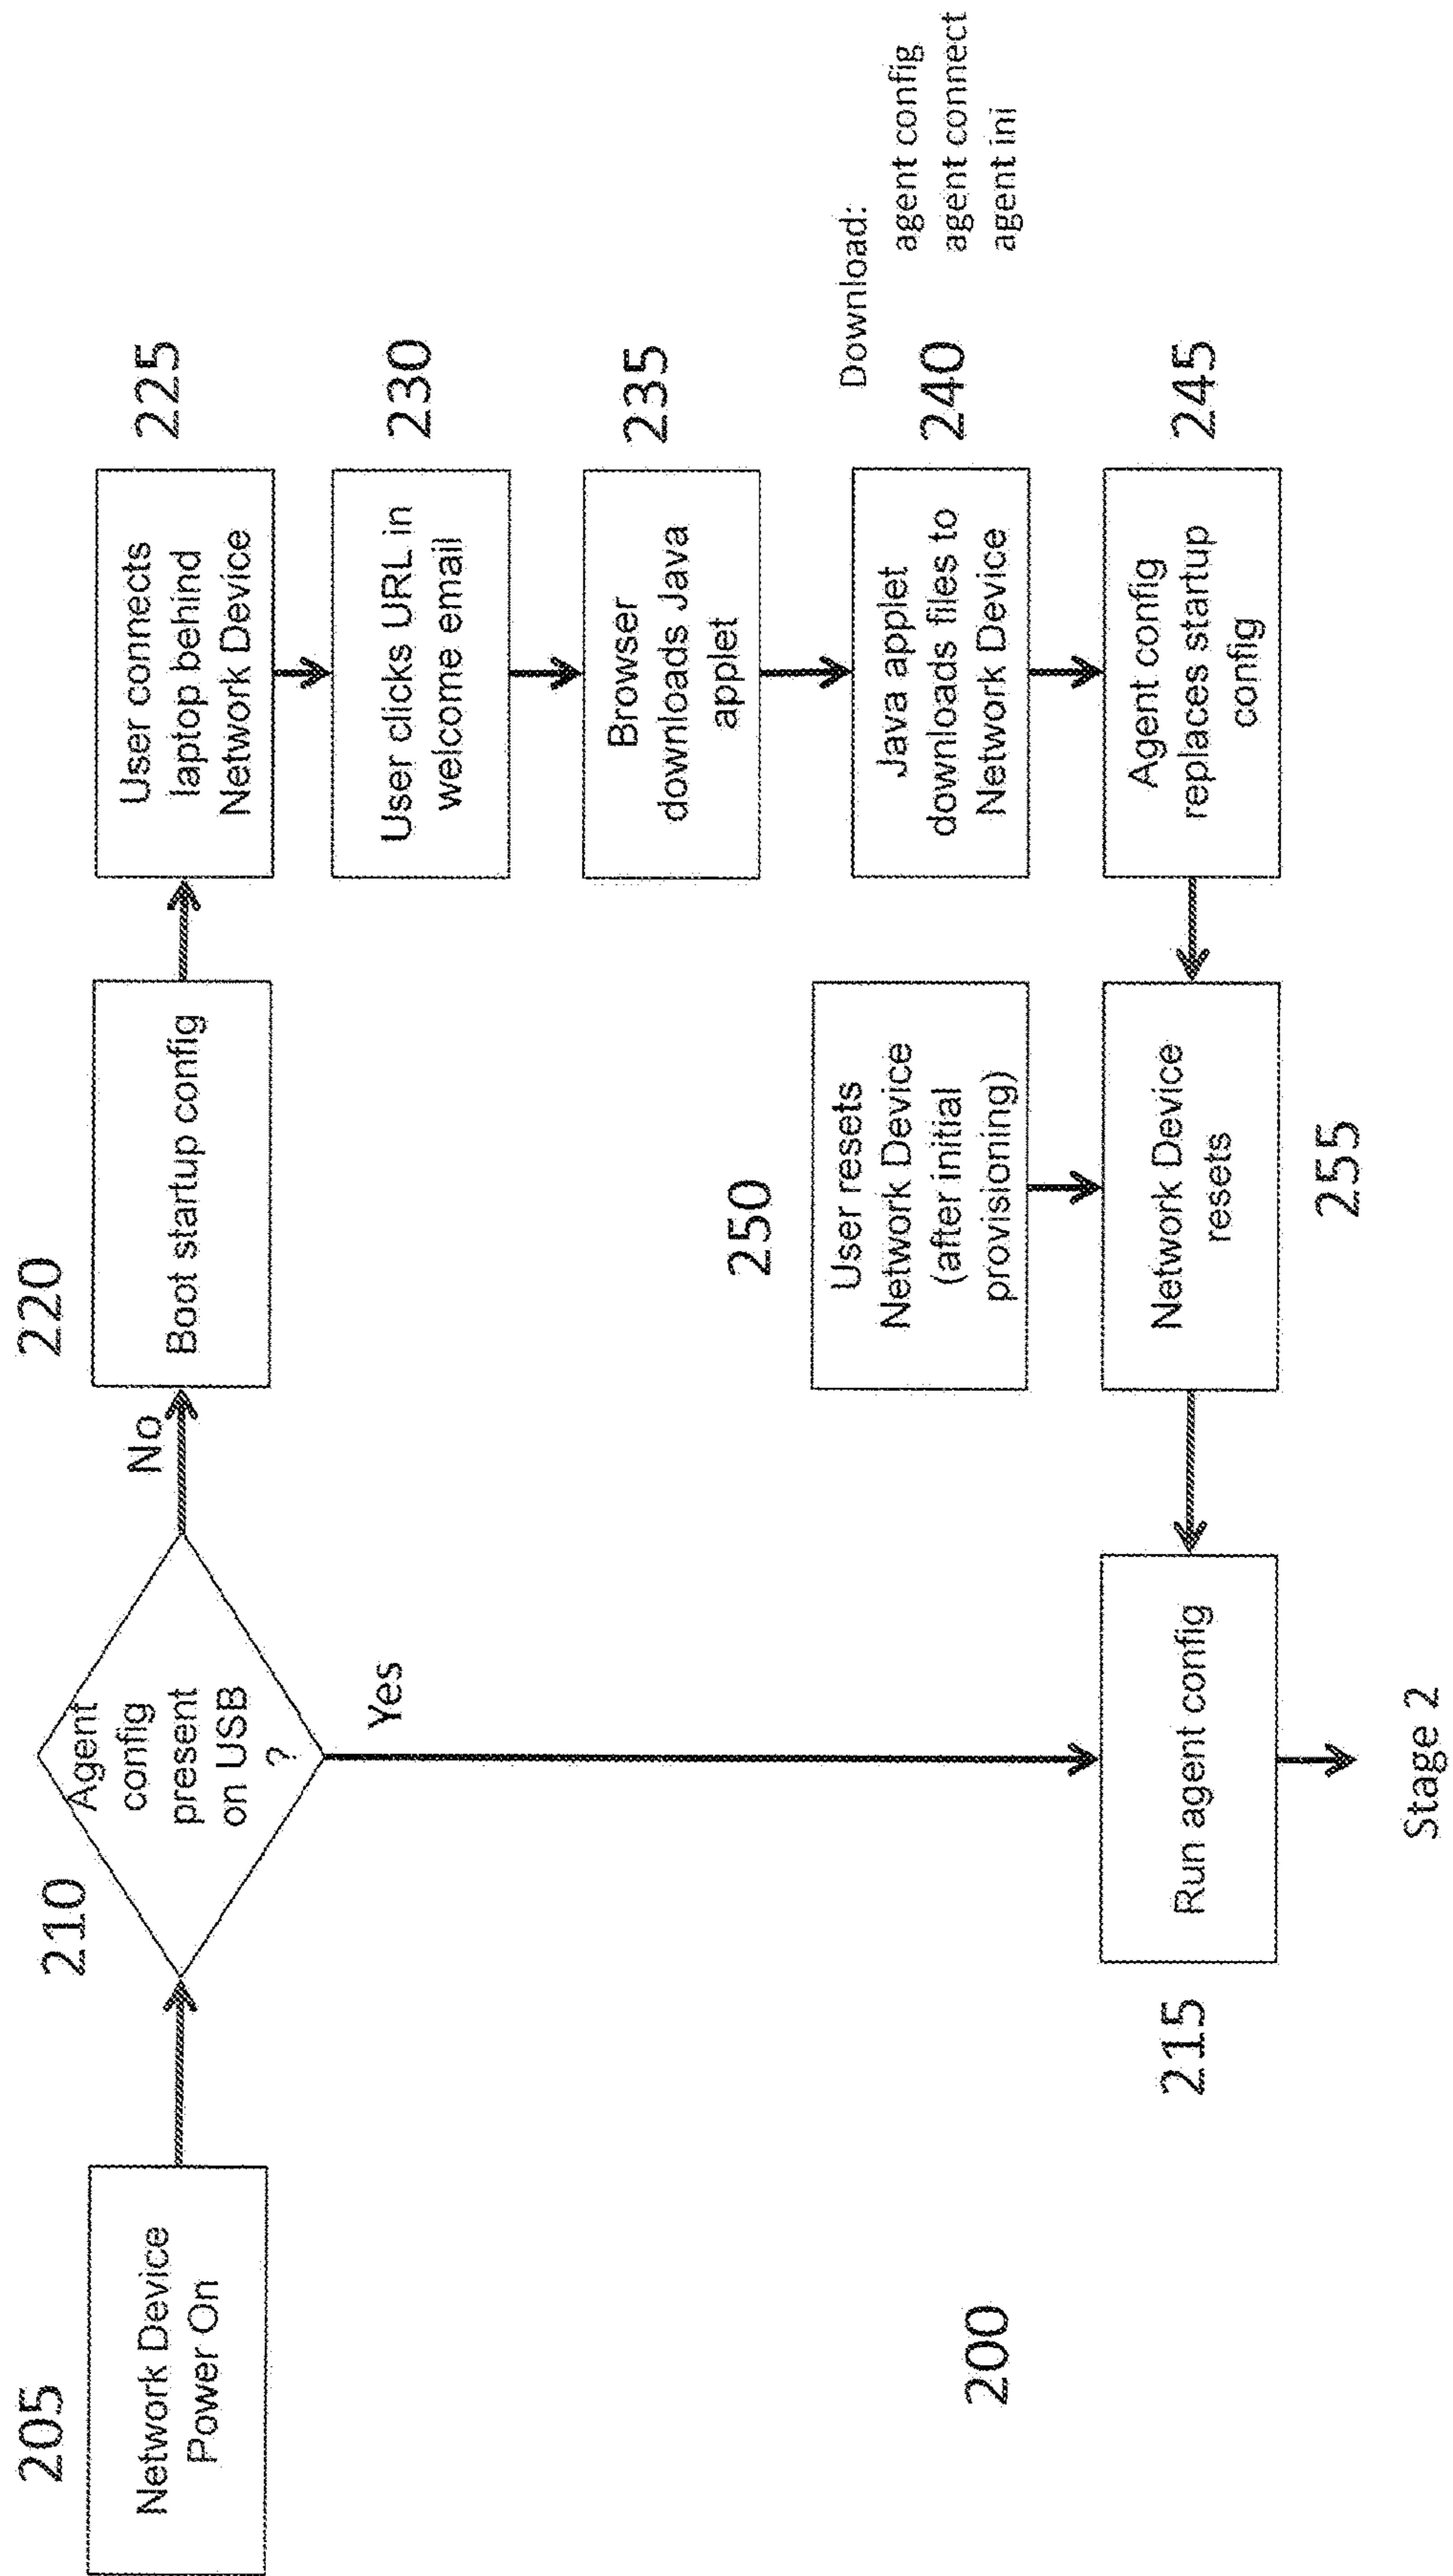 205
Network Device
Power On
210
Agent
config
present
on USB
?
No
Yes
220
Boot startup config
User connects
laptop behind
Network Device
225
User clicks URL in
welcome email
230
Browser
downloads Java
applet
235
Java applet
downloads files to
Network Device
240
Download:
agent config
agent connect
agent ini
Agent config
replaces startup
config
245
250
User resets
Network Device
(after initial
provisioning)
Network Device
resets
255
Run agent config
215
Stage 2
200